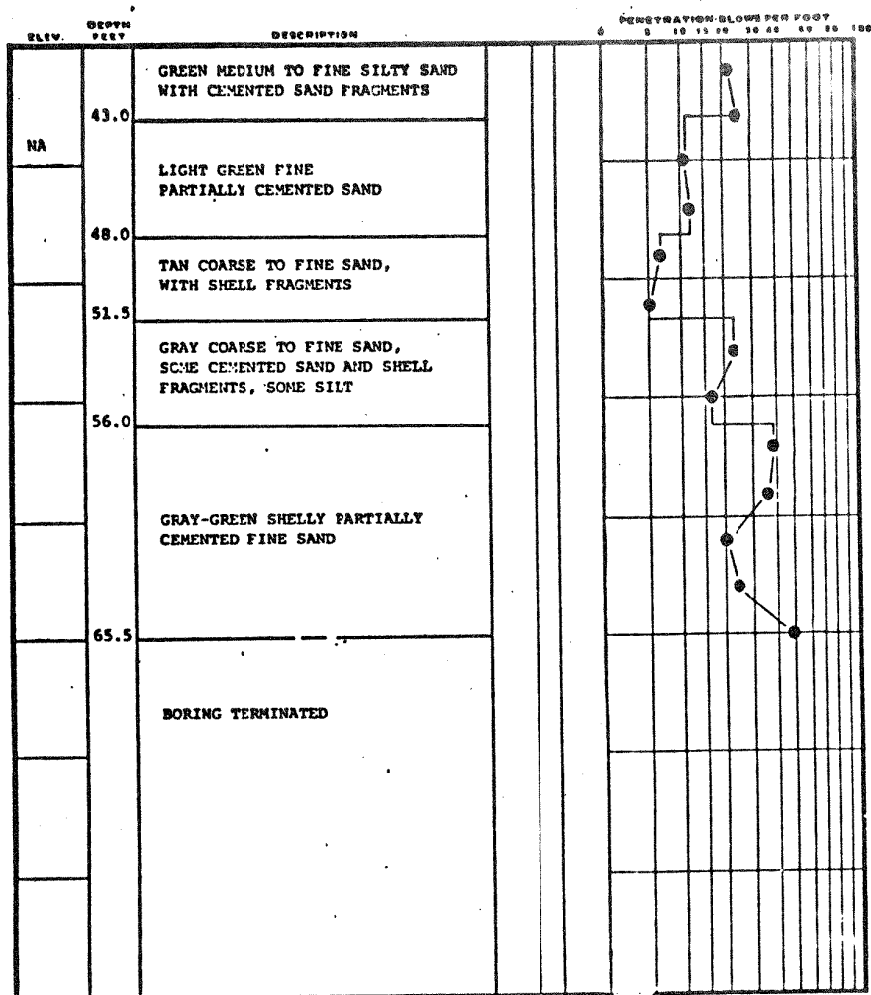 PENETRATION-BLOWS PER FOOT
ELEV.
DEPTH
FEET
DESCRIPTION
0 5 10 15 20 30 40 60 80 100
GREEN MEDIUM TO FINE SILTY SAND
WITH CEMENTED SAND FRAGMENTS
43.0
NA
LIGHT GREEN FINE
PARTIALLY CEMENTED SAND
48.0
TAN COARSE TO FINE SAND,
WITH SHELL FRAGMENTS
51.5
GRAY COARSE TO FINE SAND,
SOME CEMENTED SAND AND SHELL
FRAGMENTS, SOME SILT
56.0
GRAY-GREEN SHELLY PARTIALLY
CEMENTED FINE SAND
65.5
BORING TERMINATED